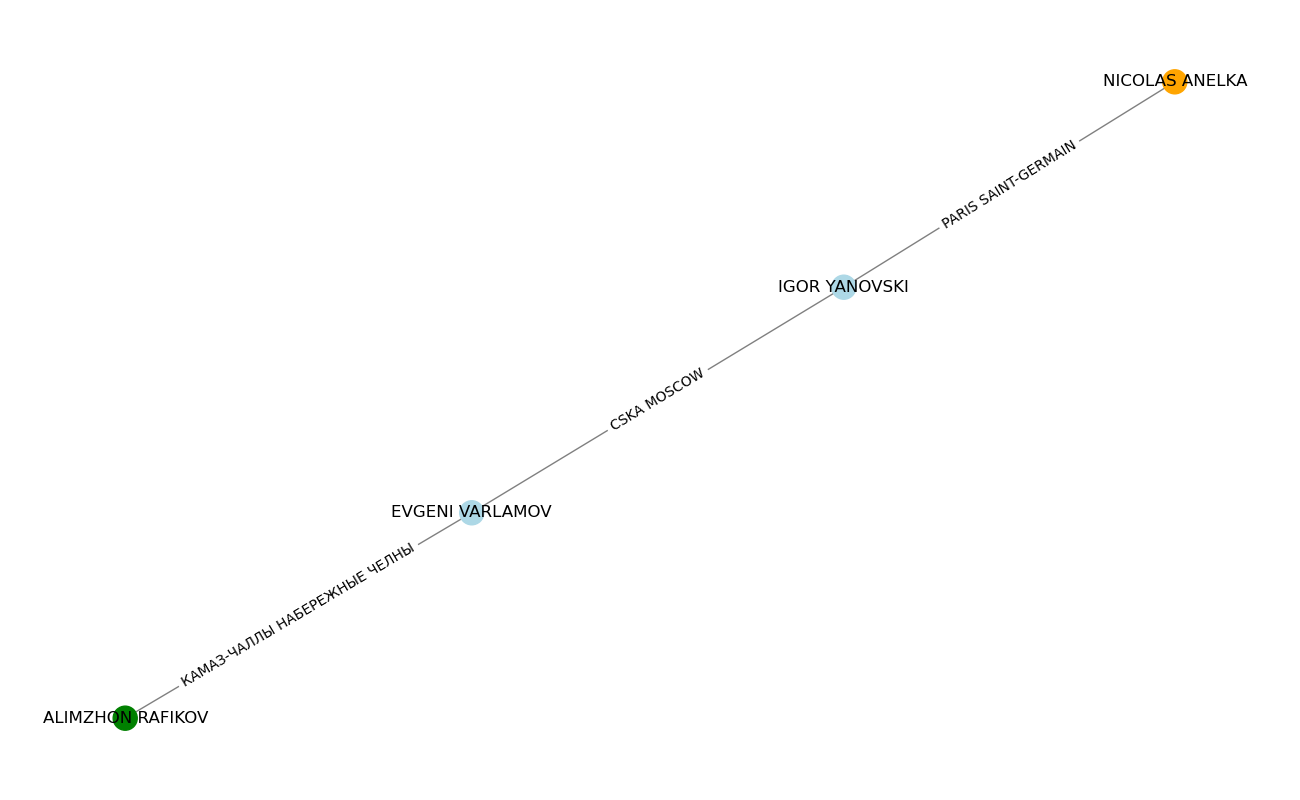 NICOLAS ANELKA
PARIS SAINT-GERMAIN
IGOR YANOVSKI
CSKA MOSCOW
EVGENI VARLAMOV
КАМАЗ-ЧАЛЛЫ НАБЕРЕЖНЫЕ ЧЕЛНЫ
ALIMZHON RAFIKOV